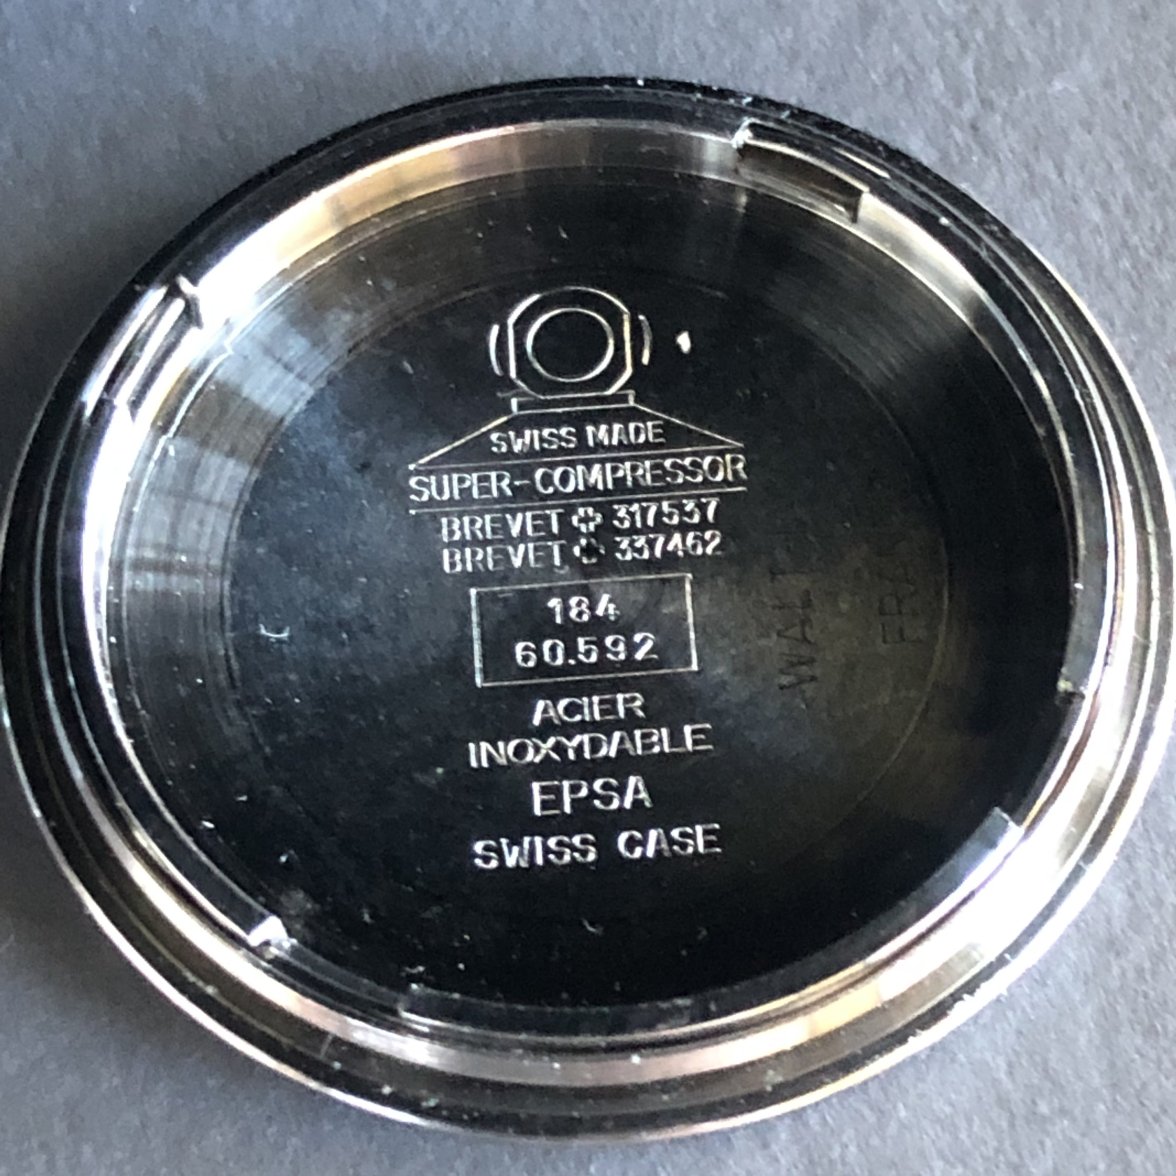 SWISS MADE
SUPER-COMPRESSOR
BREVET 317537
BREVET 337462
184
60.592
ACIER
INOXYDABLE
EPSA
SWISS CASE